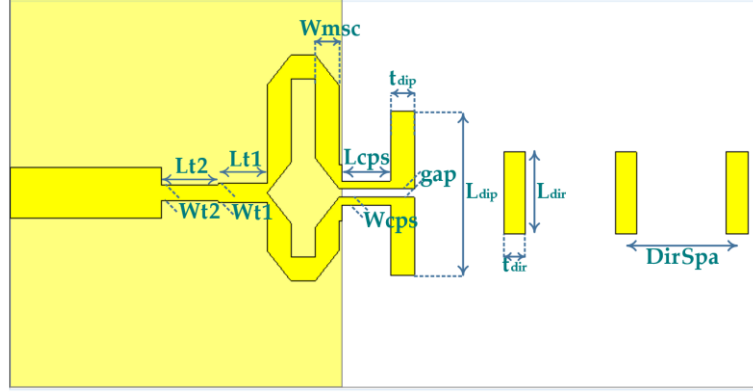 Wmsc
tdip
Lt2
Lt1
Lcps
gap
Ldip
Ldir
Wt2
Wt1
Wcps
tdir
DirSpa